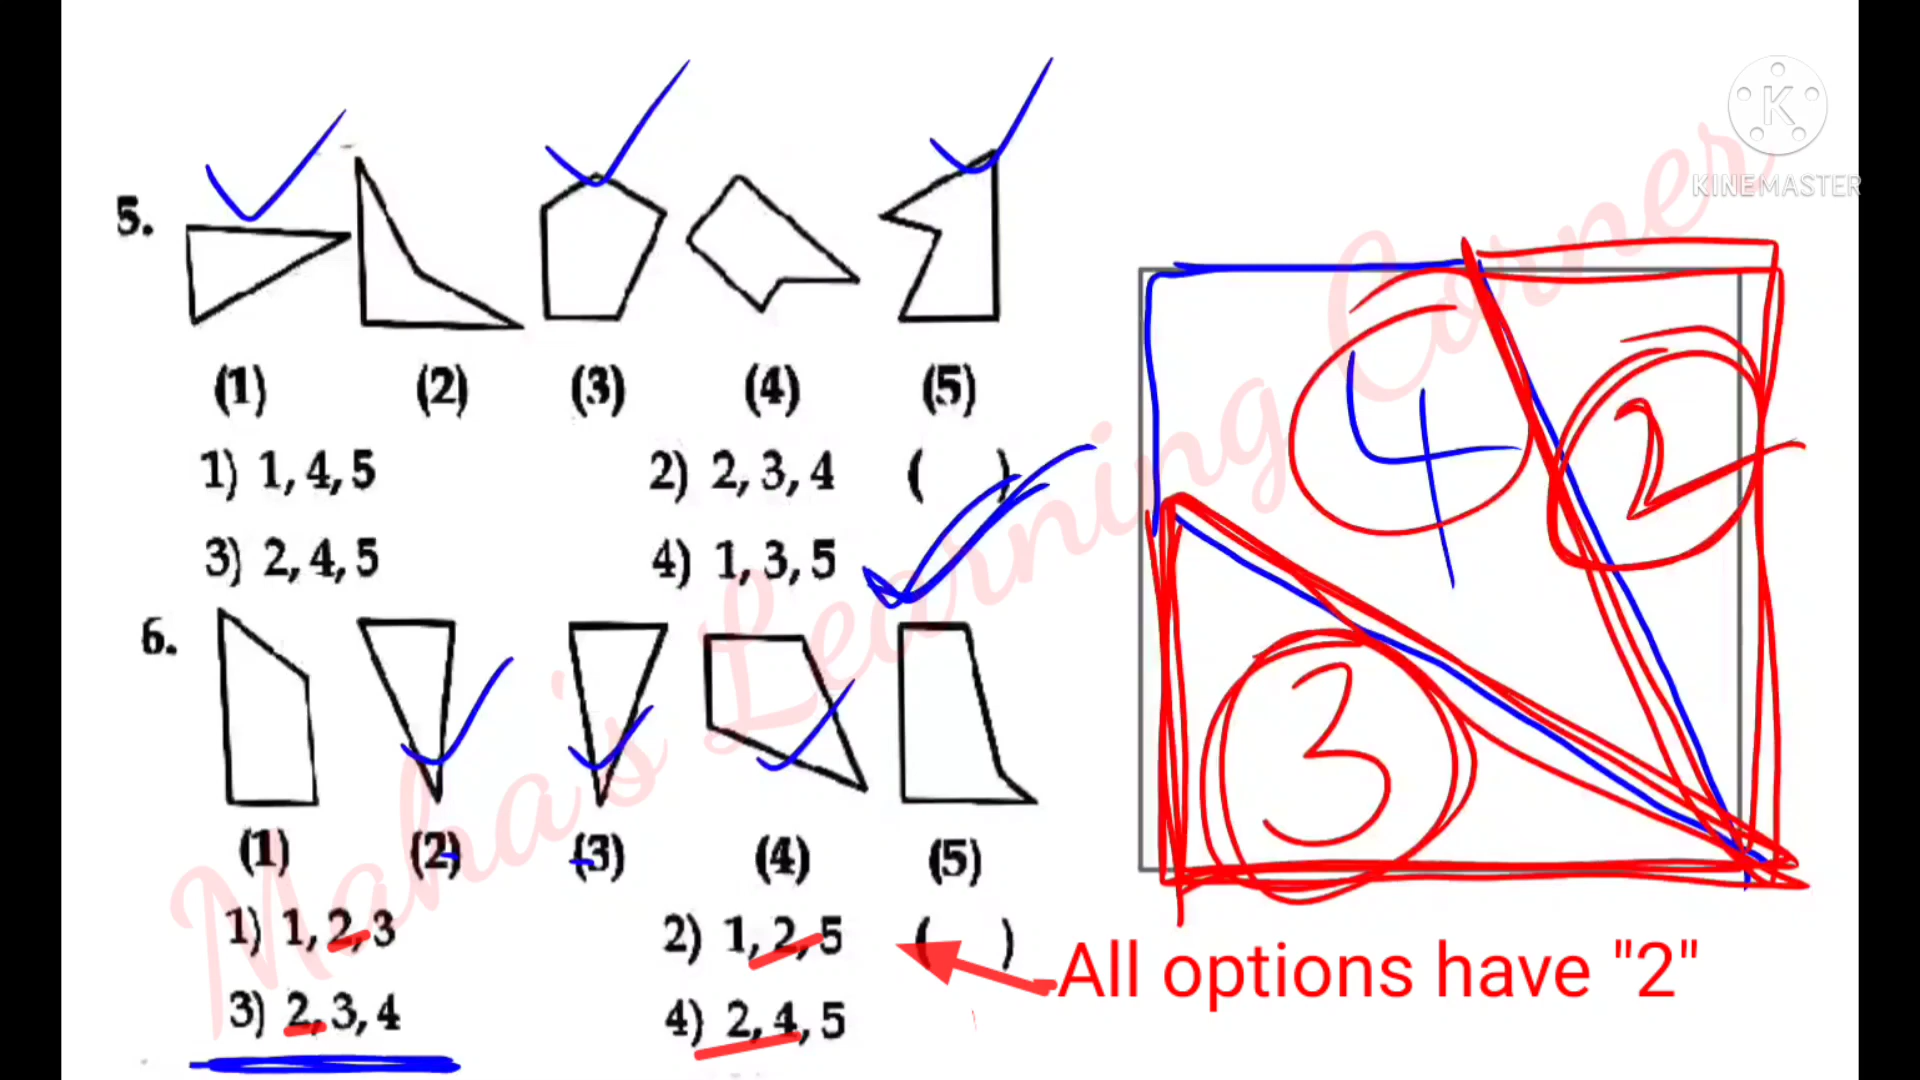 KINEMASTER
5.
(1) (2) (3) (4) (5)
1) 1, 4, 5 2) 2, 3, 4 ( )
3) 2, 4, 5 4) 1, 3, 5
6.
(1) (2) (3) (4) (5)
1) 1, 2, 3 2) 1, 2, 5 ( )
3) 2, 3, 4 4) 2, 4, 5
4
2
3
All options have "2"
Maha's Learning Corner